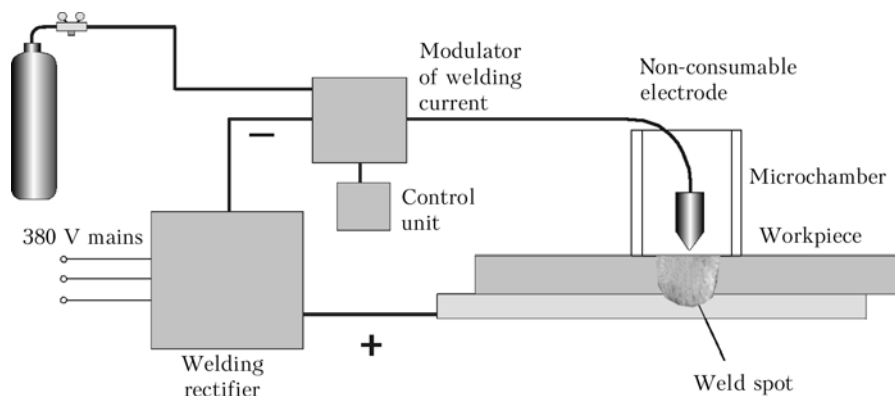 Modulator
of welding
current
Non-consumable
electrode
Microchamber
Control
unit
380 V mains
Workpiece
−
+
Welding
rectifier
Weld spot